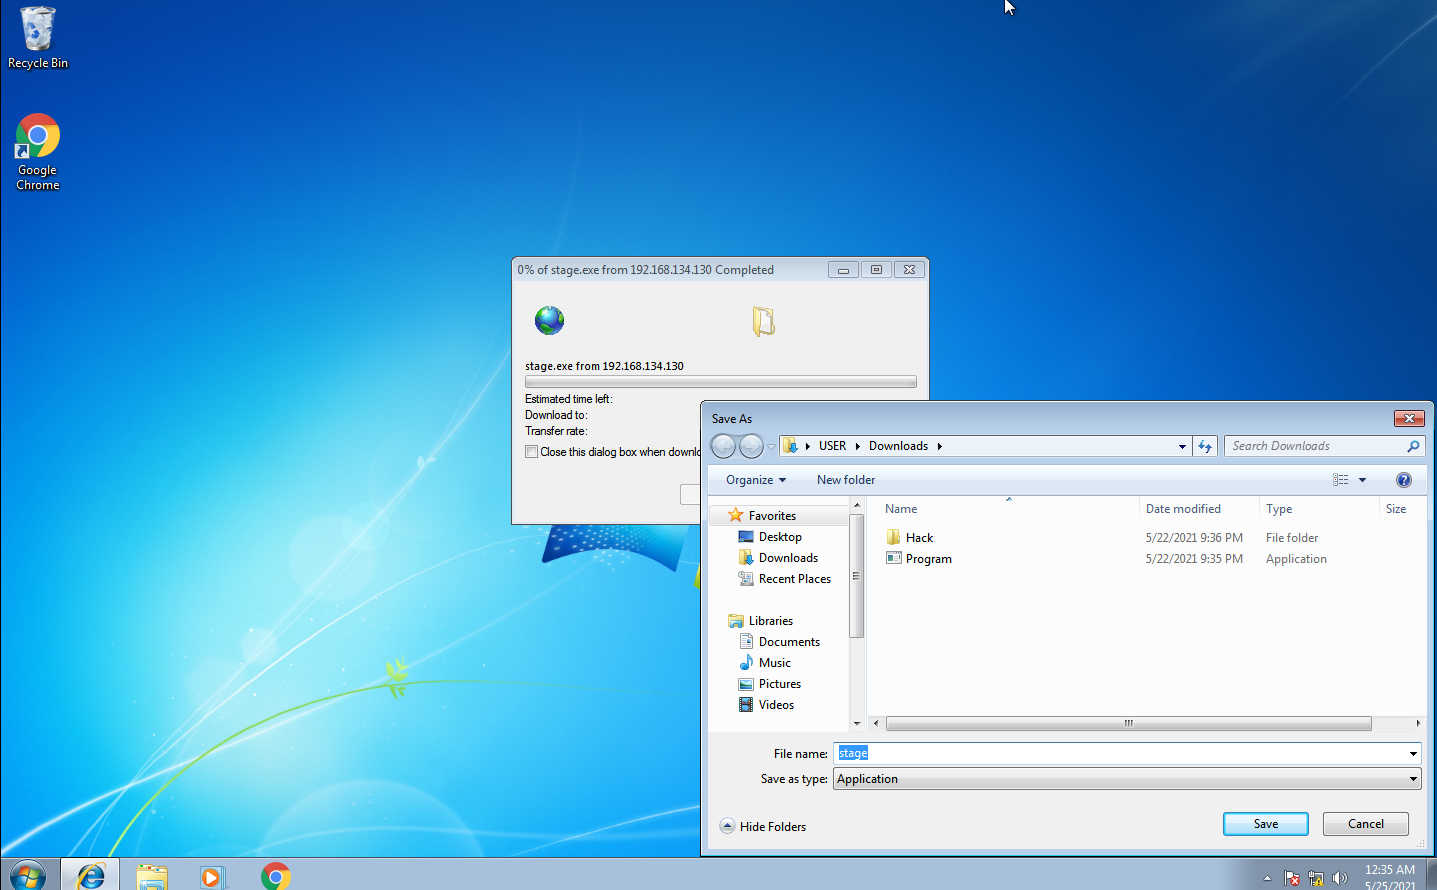 Recycle Bin
Google
Chrome
0% of stage.exe from 192.168.134.130 Completed
stage.exe from 192.168.134.130
Estimated time left:
Download to:
Transfer rate:
Close this dialog box when downlo
Save As
USER
Downloads
Search Downloads
Organize
New folder
Favorites
Desktop
Downloads
Recent Places
Libraries
Documents
Music
Pictures
Videos
Name
Date modified
Type
Size
Hack
5/22/2021 9:36 PM
File folder
Program
5/22/2021 9:35 PM
Application
File name:
stage
Save as type:
Application
Hide Folders
Save
Cancel
12:35 AM
5/25/2021